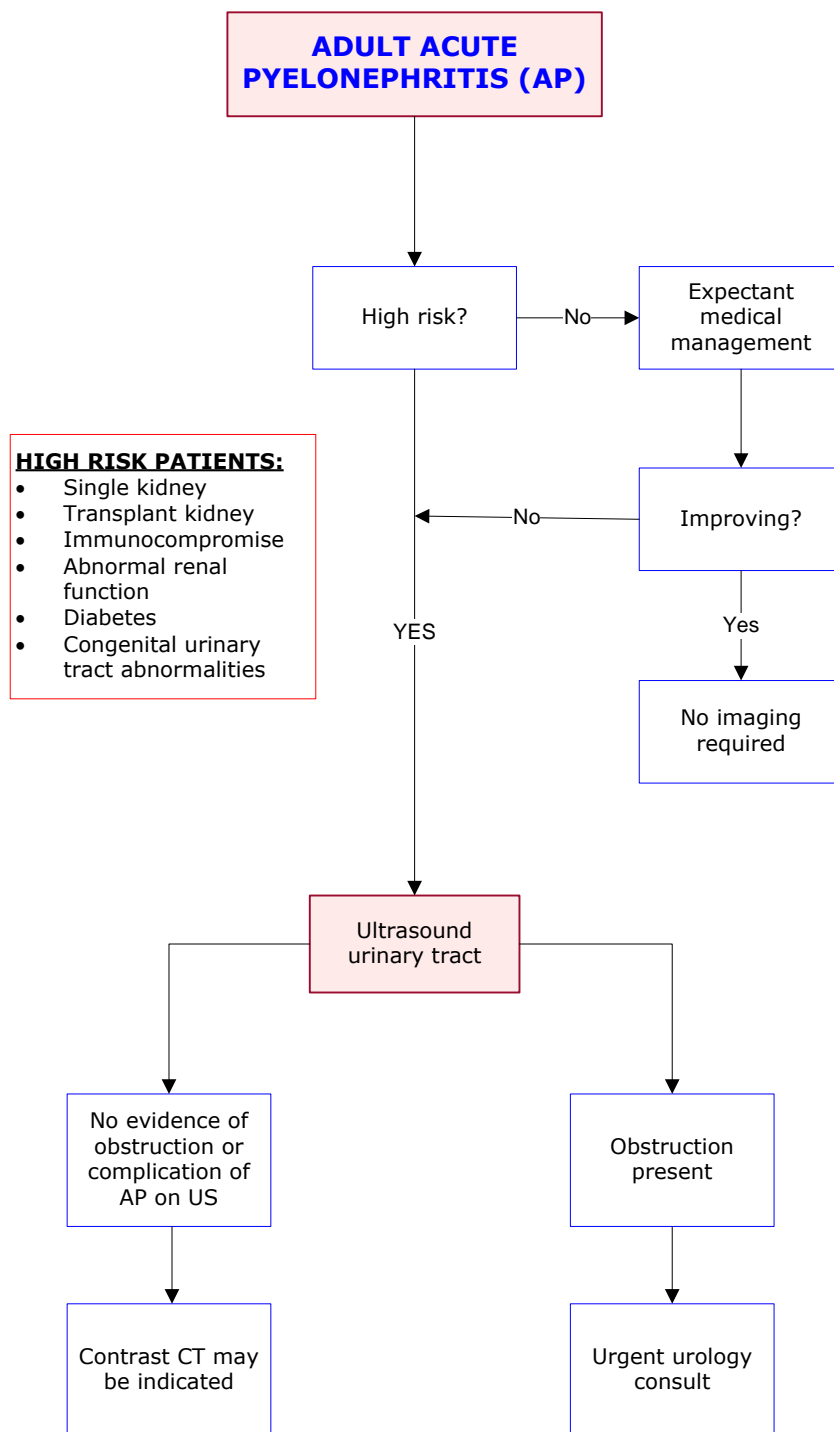 ADULT ACUTE
PYELONEPHRITIS (AP)
High risk?
No
Expectant
medical
management
HIGH RISK PATIENTS:
• Single kidney
• Transplant kidney
• Immunocompromise
• Abnormal renal
function
• Diabetes
• Congenital urinary
tract abnormalities
No
Improving?
YES
Yes
No imaging
required
Ultrasound
urinary tract
No evidence of
obstruction or
complication of
AP on US
Obstruction
present
Contrast CT may
be indicated
Urgent urology
consult